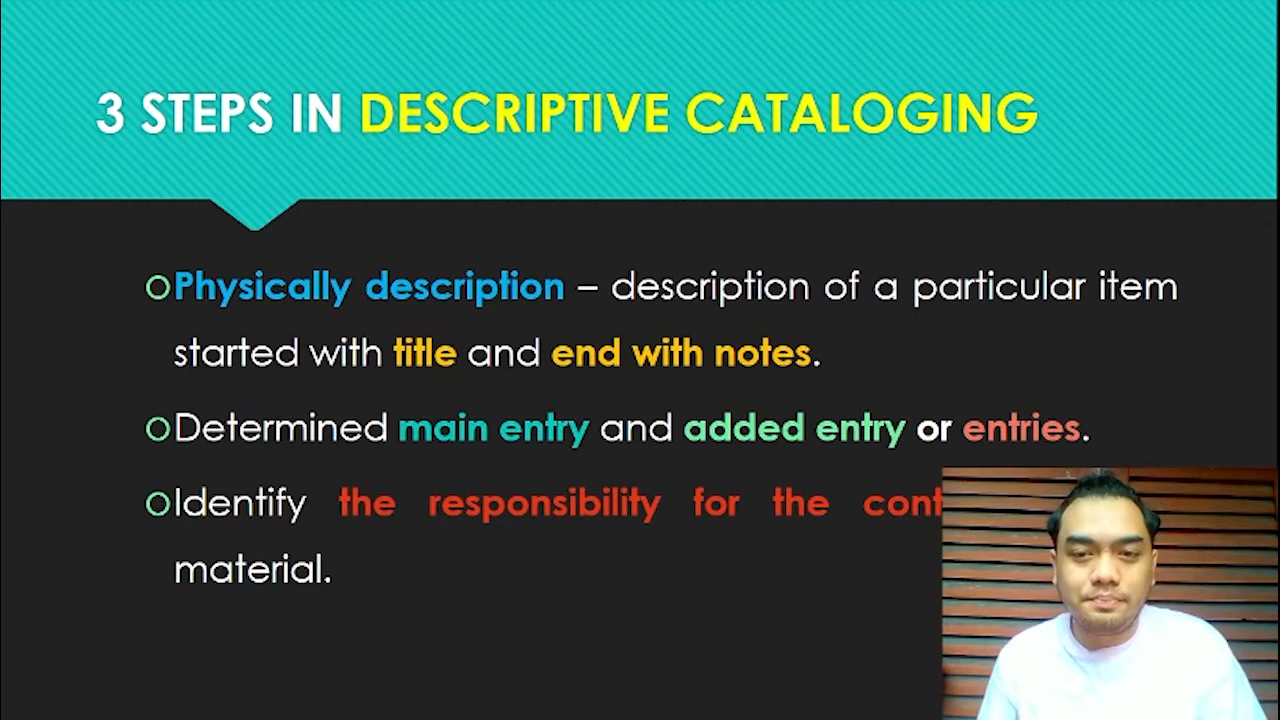 3 STEPS IN DESCRIPTIVE CATALOGING
Physically description – description of a particular item
started with title and end with notes.
Determined main entry and added entry or entries.
Identify the responsibility for the
material.